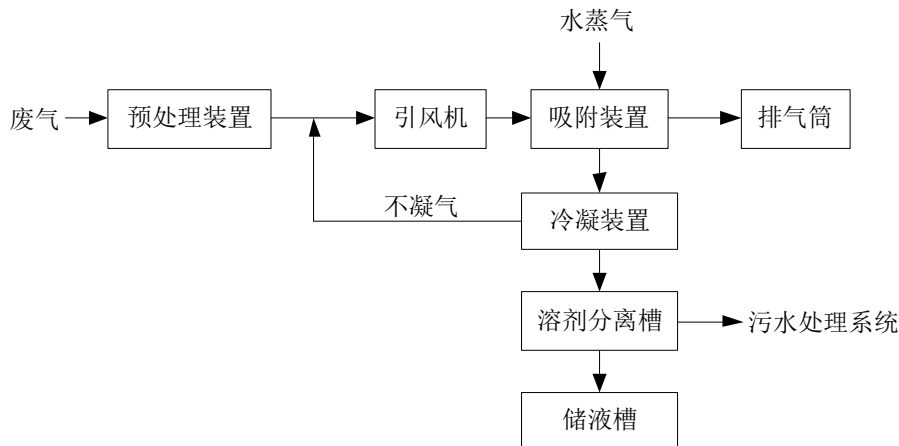 水蒸气
废气
预处理装置
引风机
吸附装置
排气筒
不凝气
冷凝装置
溶剂分离槽
污水处理系统
储液槽